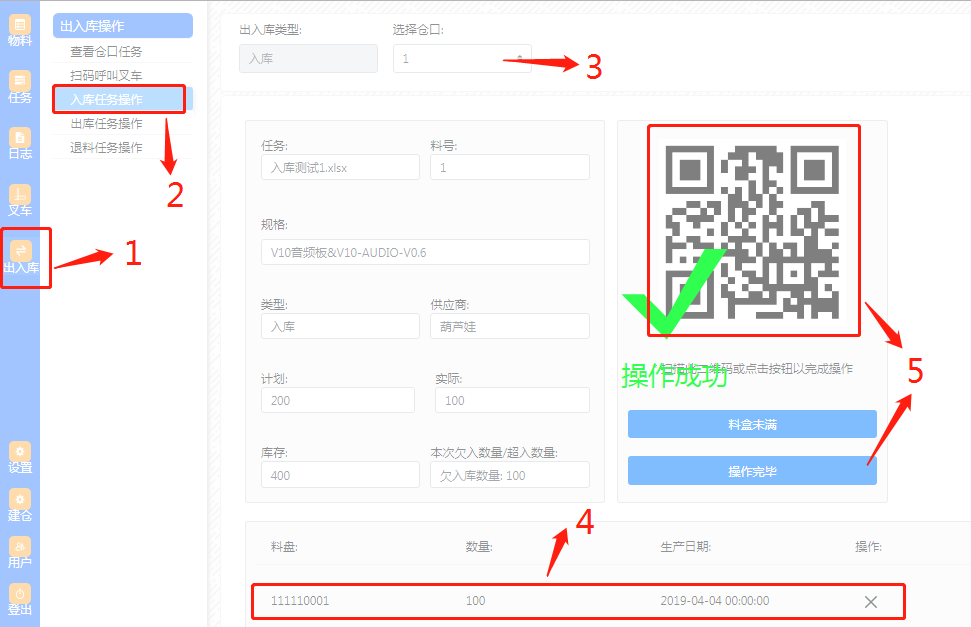 物料
任务
日志
叉车
出入库
设置
建仓
用户
登出
出入库操作
查看仓口任务
扫码呼叫叉车
入库任务操作
出库任务操作
退料任务操作
1
2
出入库类型:
入库
选择仓口:
1
3
任务:
入库测试1.xlsx
料号:
1
规格:
V10音频板&V10-AUDIO-V0.6
类型:
入库
供应商:
葫芦娃
计划:
200
实际:
100
库存:
400
本次欠入数量/超入数量:
欠入库数量: 100
扫描此二维码或点击按钮以完成操作
操作成功
料盒未满
操作完毕
5
4
料盘:
数量:
生产日期:
操作:
111110001
100
2019-04-04 00:00:00